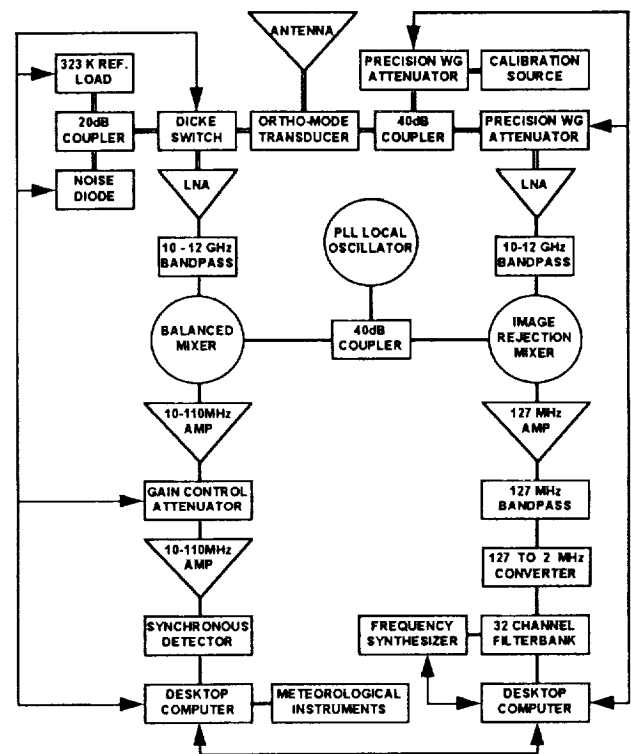 ANTENNA
323 K REF.
LOAD
PRECISION WG
ATTENUATOR
CALIBRATION
SOURCE
20dB
COUPLER
DICKE
SWITCH
ORTHO-MODE
TRANSDUCER
40dB
COUPLER
PRECISION WG
ATTENUATOR
NOISE
DIODE
LNA
LNA
PLL LOCAL
OSCILLATOR
10 - 12 GHz
BANDPASS
10-12 GHz
BANDPASS
BALANCED
MIXER
40dB
COUPLER
IMAGE
REJECTION
MIXER
10-110MHz
AMP
127 MHz
AMP
GAIN CONTROL
ATTENUATOR
127 MHz
BANDPASS
10-110MHz
AMP
127 TO 2 MHz
CONVERTER
SYNCHRONOUS
DETECTOR
FREQUENCY
SYNTHESIZER
32 CHANNEL
FILTERBANK
DESKTOP
COMPUTER
METEOROLOGICAL
INSTRUMENTS
DESKTOP
COMPUTER